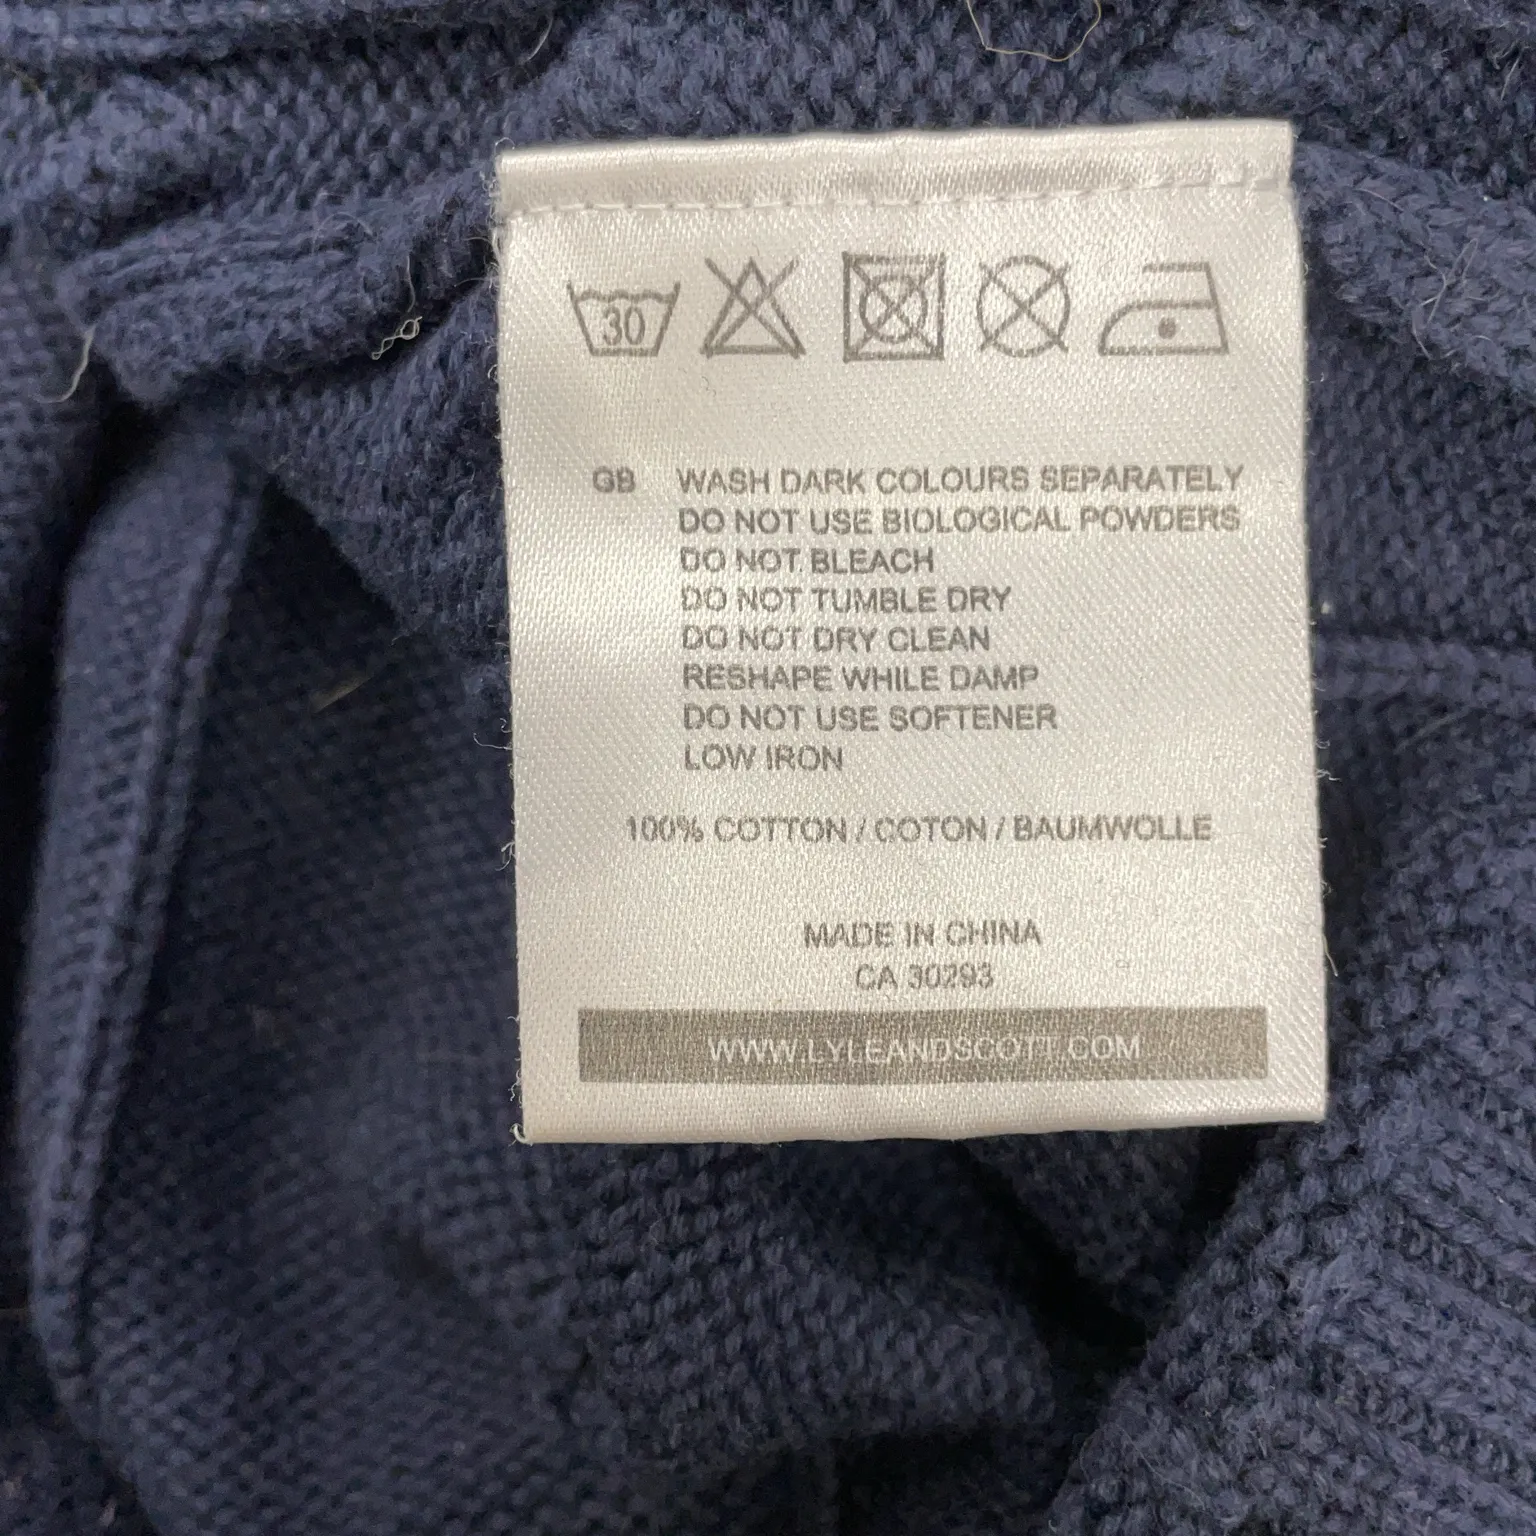 30
GB WASH DARK COLOURS SEPARATELY
DO NOT USE BIOLOGICAL POWDERS
DO NOT BLEACH
DO NOT TUMBLE DRY
DO NOT DRY CLEAN
RESHAPE WHILE DAMP
DO NOT USE SOFTENER
LOW IRON
100% COTTON / COTON / BAUMWOLLE
MADE IN CHINA
CA 30293
WWW.LYLEANDSCOTT.COM